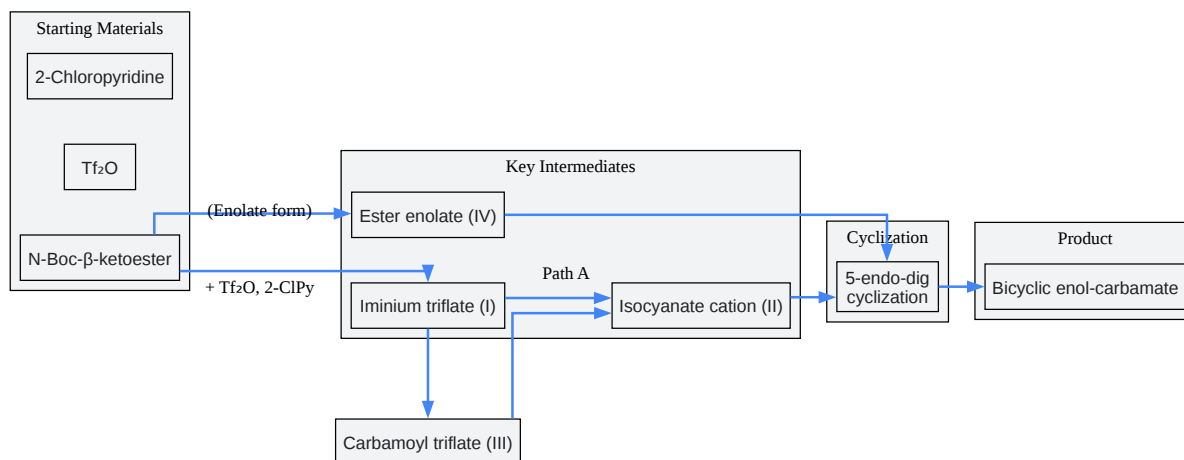 Starting Materials
2-Chloropyridine
Tf₂O
N-Boc-β-ketoester
(Enolate form)
+ Tf₂O, 2-ClPy
Key Intermediates
Ester enolate (IV)
Path A
Iminium triflate (I)
Isocyanate cation (II)
Carbamoyl triflate (III)
Cyclization
5-endo-dig
cyclization
Product
Bicyclic enol-carbamate